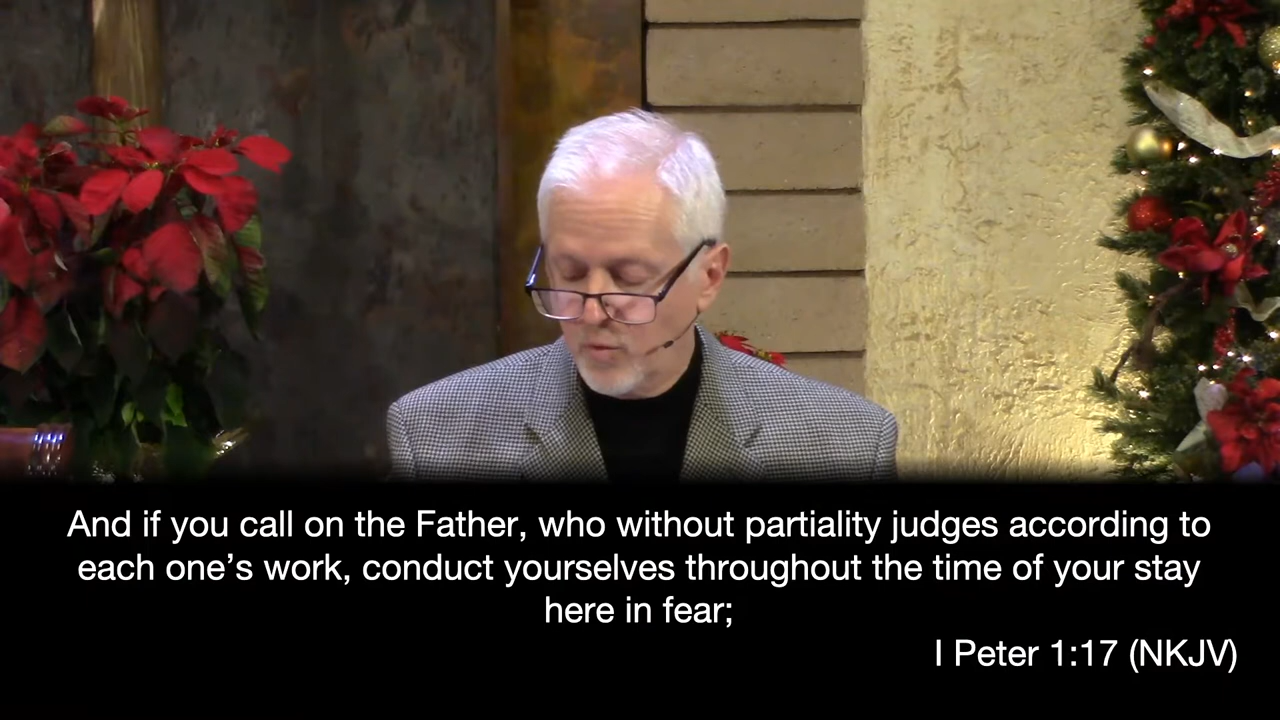 And if you call on the Father, who without partiality judges according to
each one’s work, conduct yourselves throughout the time of your stay
here in fear;
I Peter 1:17 (NKJV)